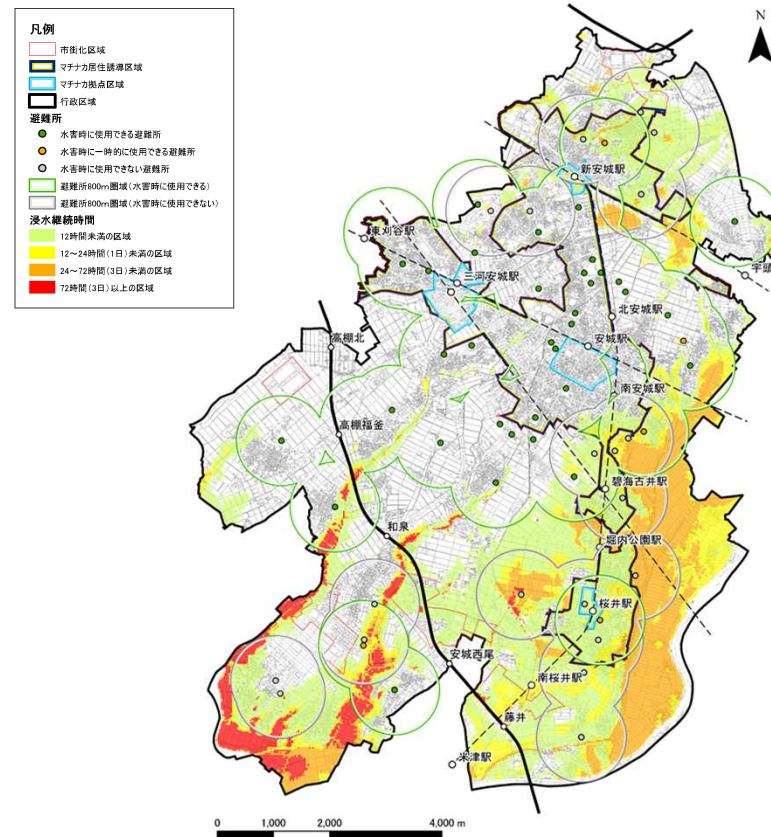 凡例
市街化区域
マチナカ居住誘導区域
マチナカ拠点区域
行政区域
避難所
水害時に使用できる避難所
水害時に一時的に使用できる避難所
水害時に使用できない避難所
避難所800m圏域(水害時に使用できる)
避難所800m圏域(水害時に使用できない)
浸水継続時間
12時間未満の区域
12~24時間(1日)未満の区域
24~72時間(3日)未満の区域
72時間(3日)以上の区域
N
新安城駅
東刈谷駅
三河安城駅
宇頭
北安城駅
高棚北
安城駅
南安城駅
高棚福釜
碧海古井駅
和泉
堀内公園駅
桜井駅
安城西尾
南桜井駅
藤井
米津駅
0 1,000 2,000 4,000 m